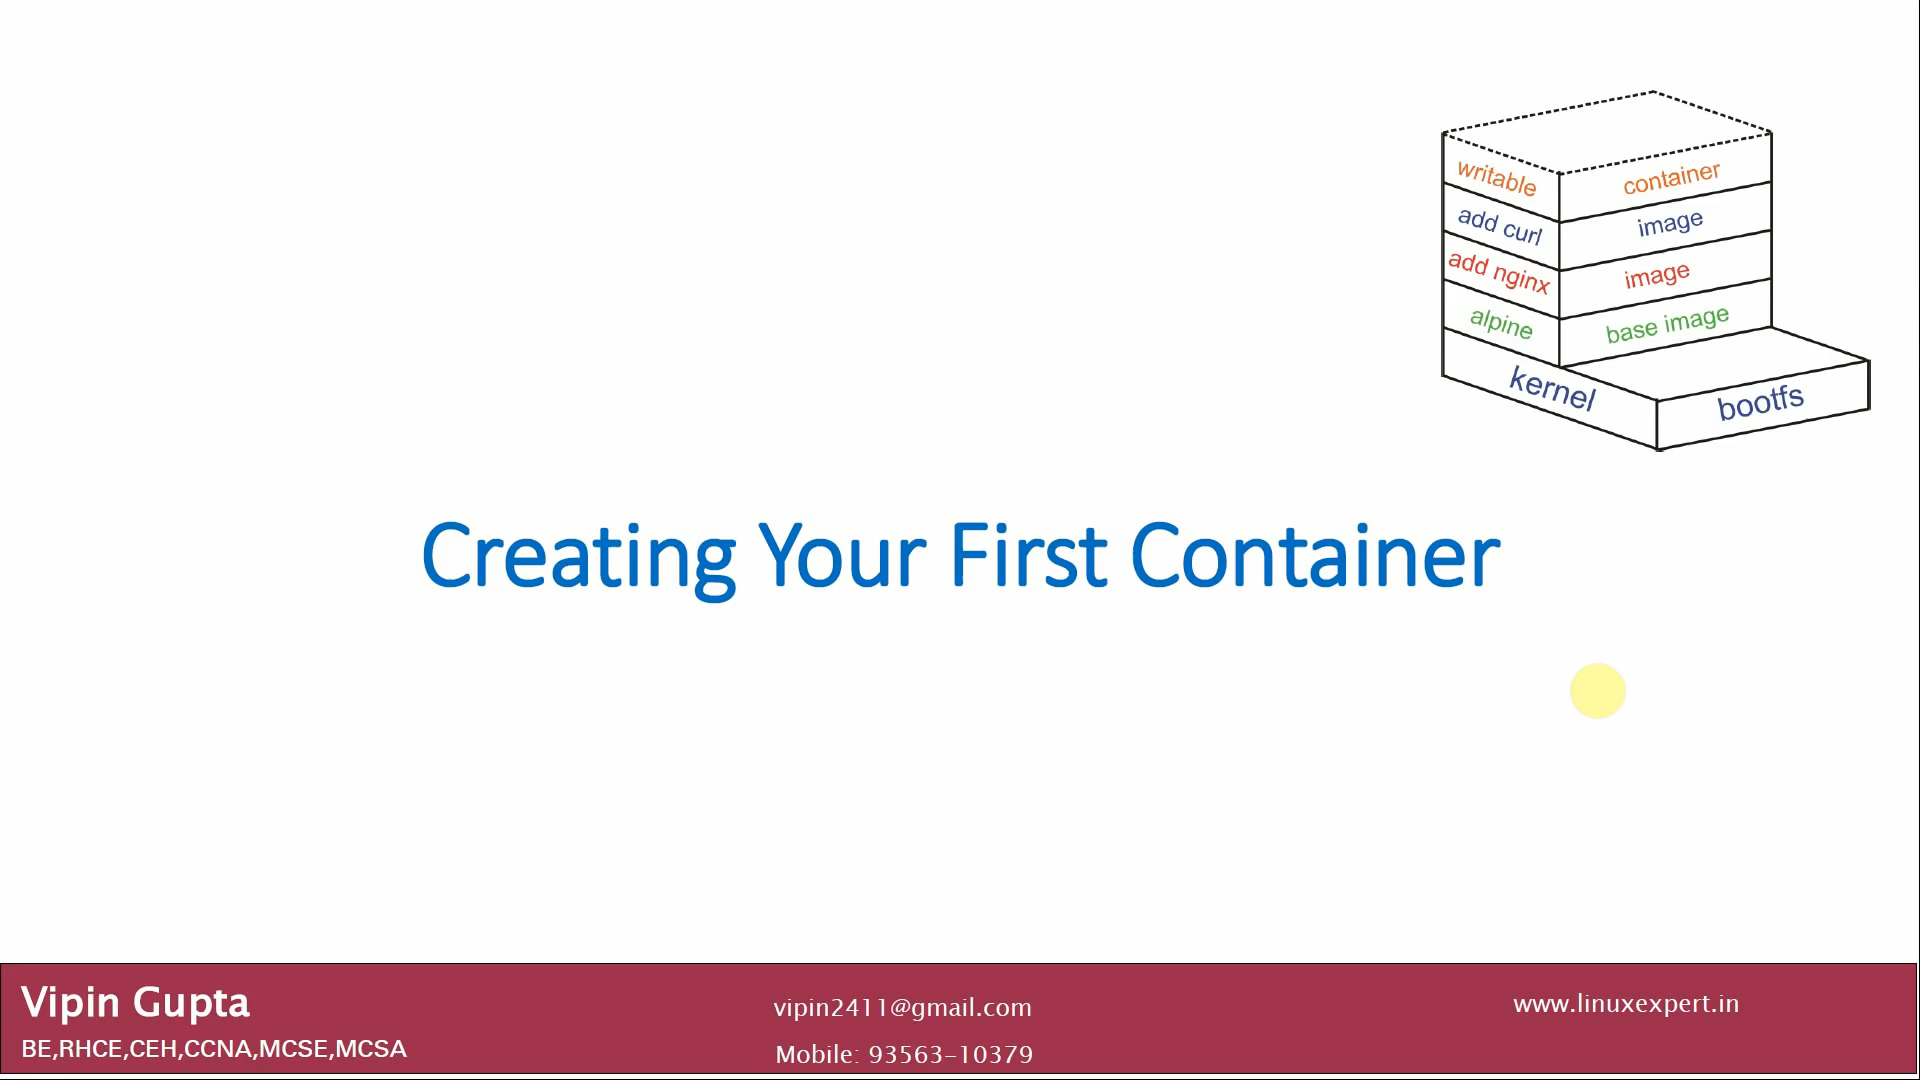 writable container
add curl image
add nginx image
alpine base image
kernel bootfs
Creating Your First Container
Vipin Gupta
BE,RHCE,CEH,CCNA,MCSE,MCSA
vipin2411@gmail.com
Mobile: 93563-10379
www.linuxexpert.in